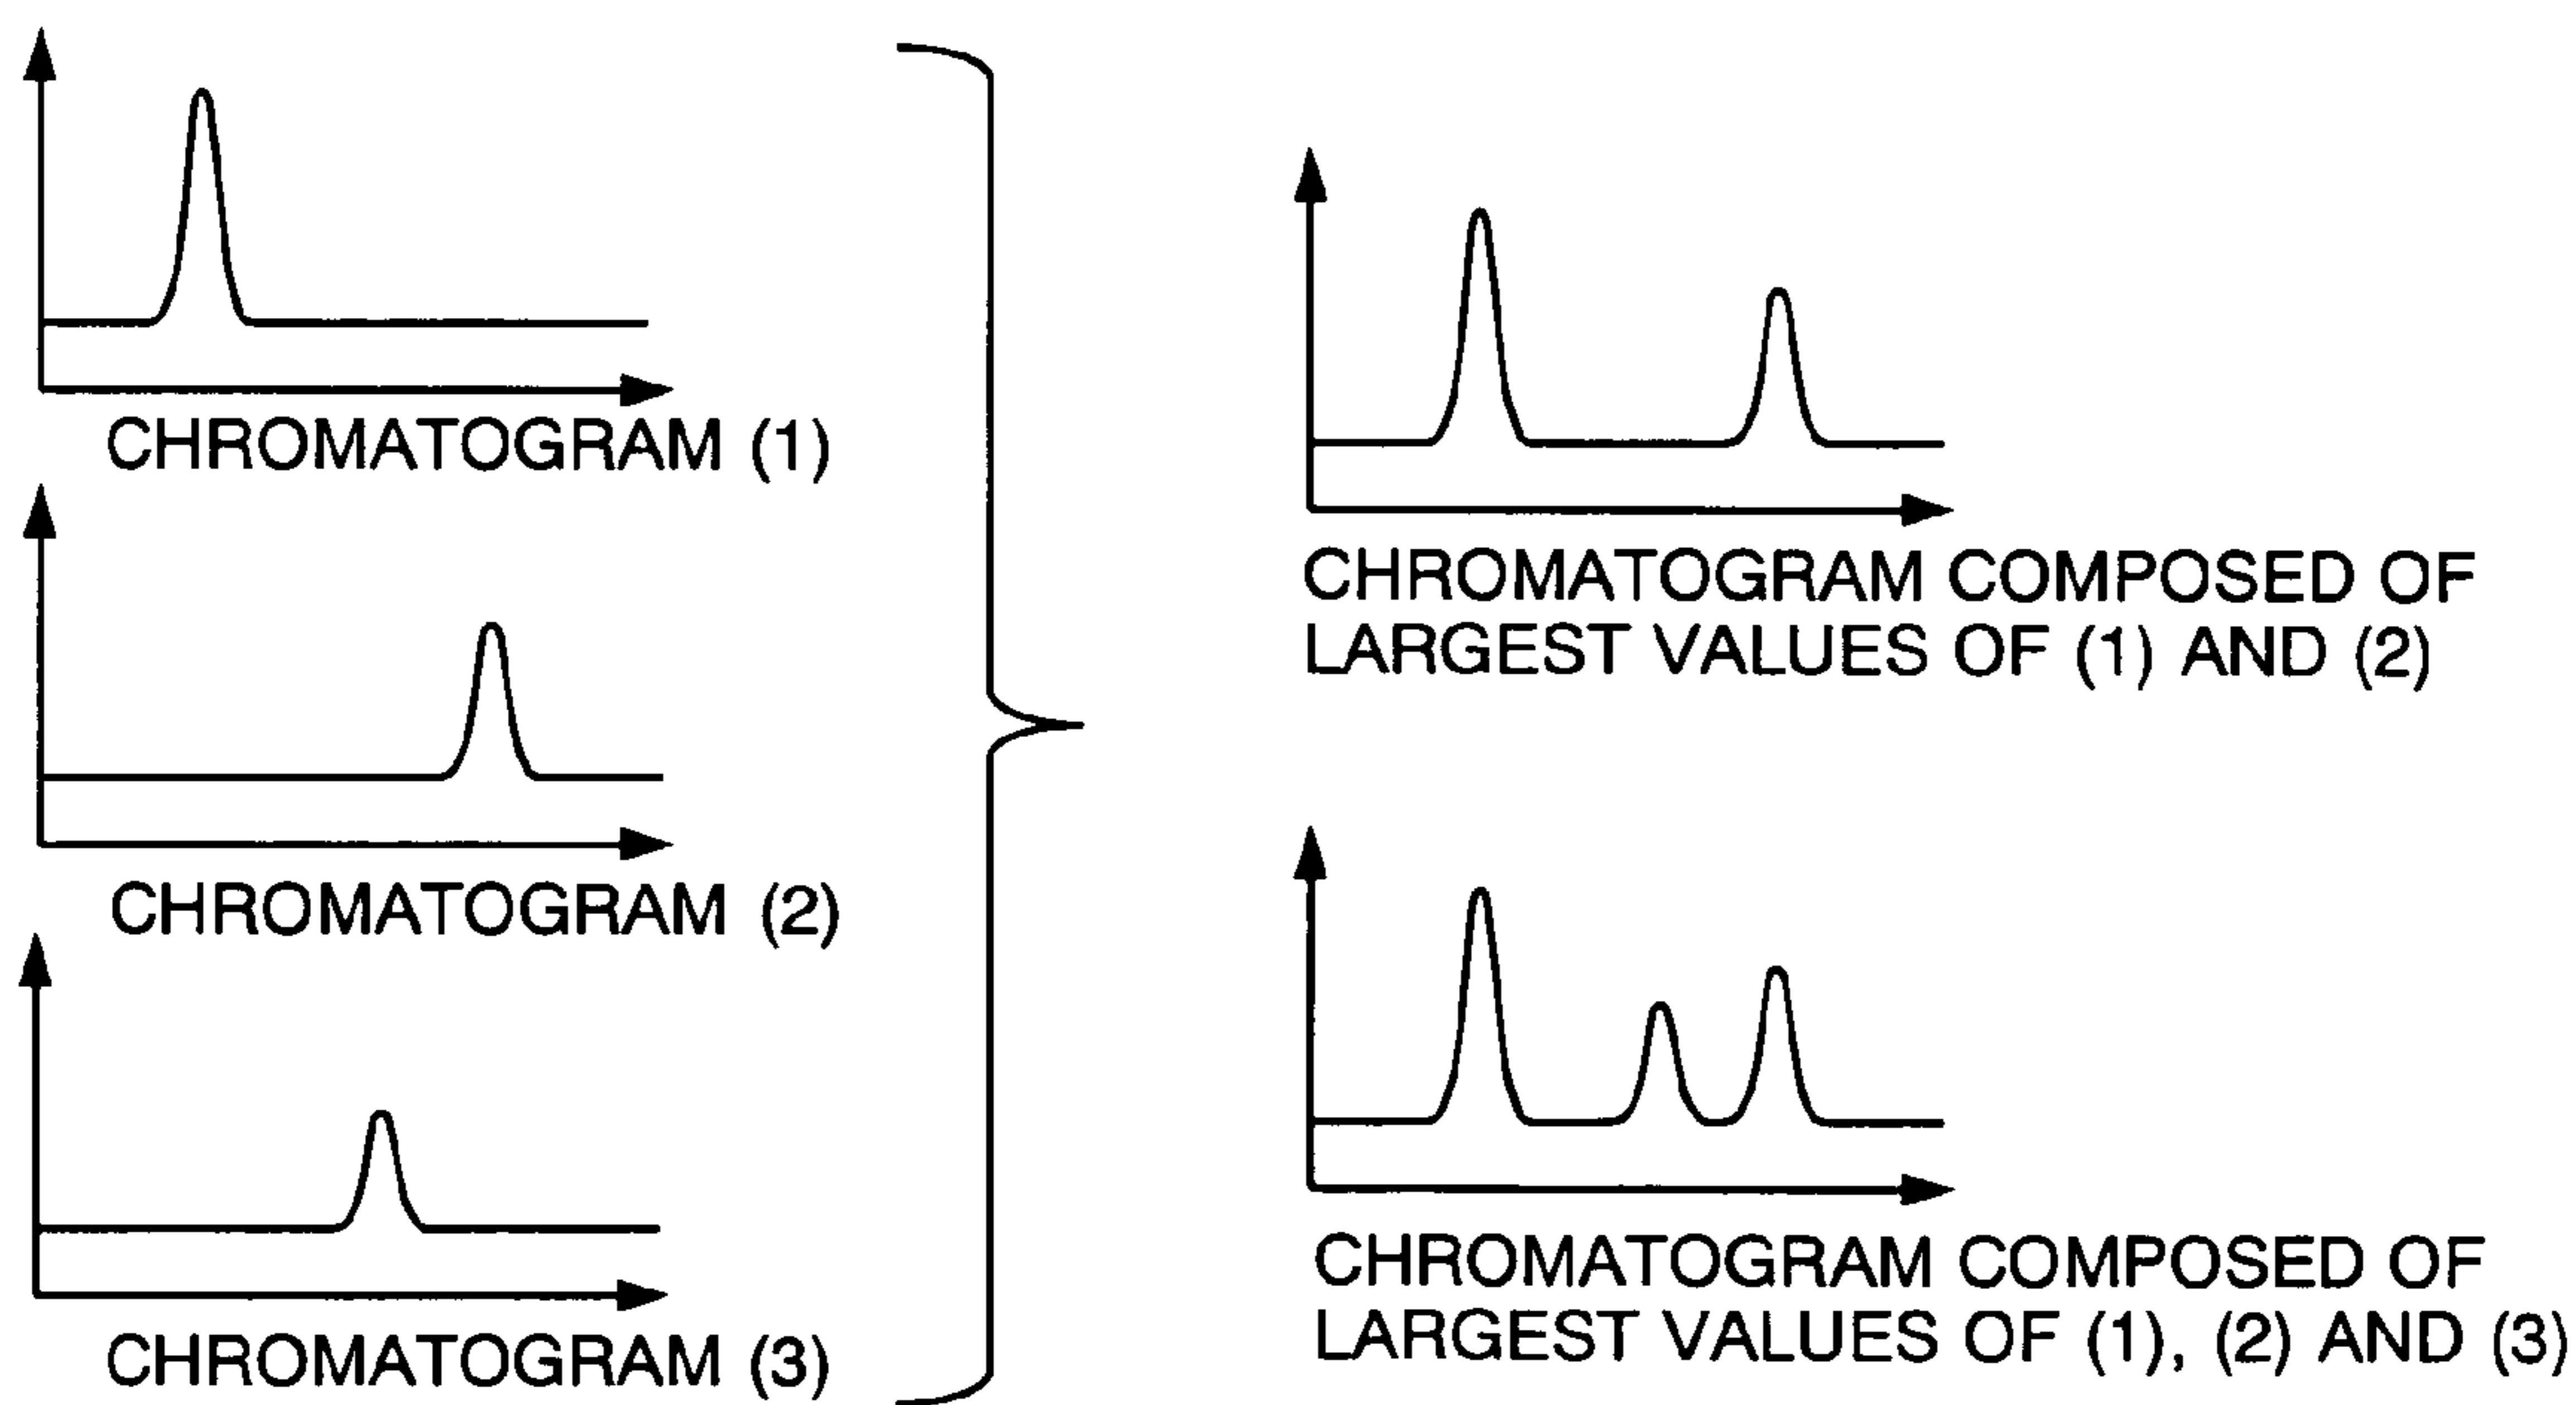 CHROMATOGRAM (1)
CHROMATOGRAM (2)
CHROMATOGRAM (3)
CHROMATOGRAM COMPOSED OF
LARGEST VALUES OF (1) AND (2)
CHROMATOGRAM COMPOSED OF
LARGEST VALUES OF (1), (2) AND (3)